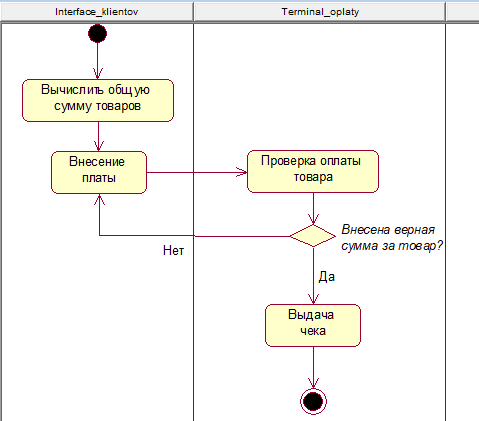 Interface_klientov
Terminal_oplaty
Вычислить общую
сумму товаров
Внесение
платы
Проверка оплаты
товара
Внесена верная
сумма за товар?
Нет
Да
Выдача
чека